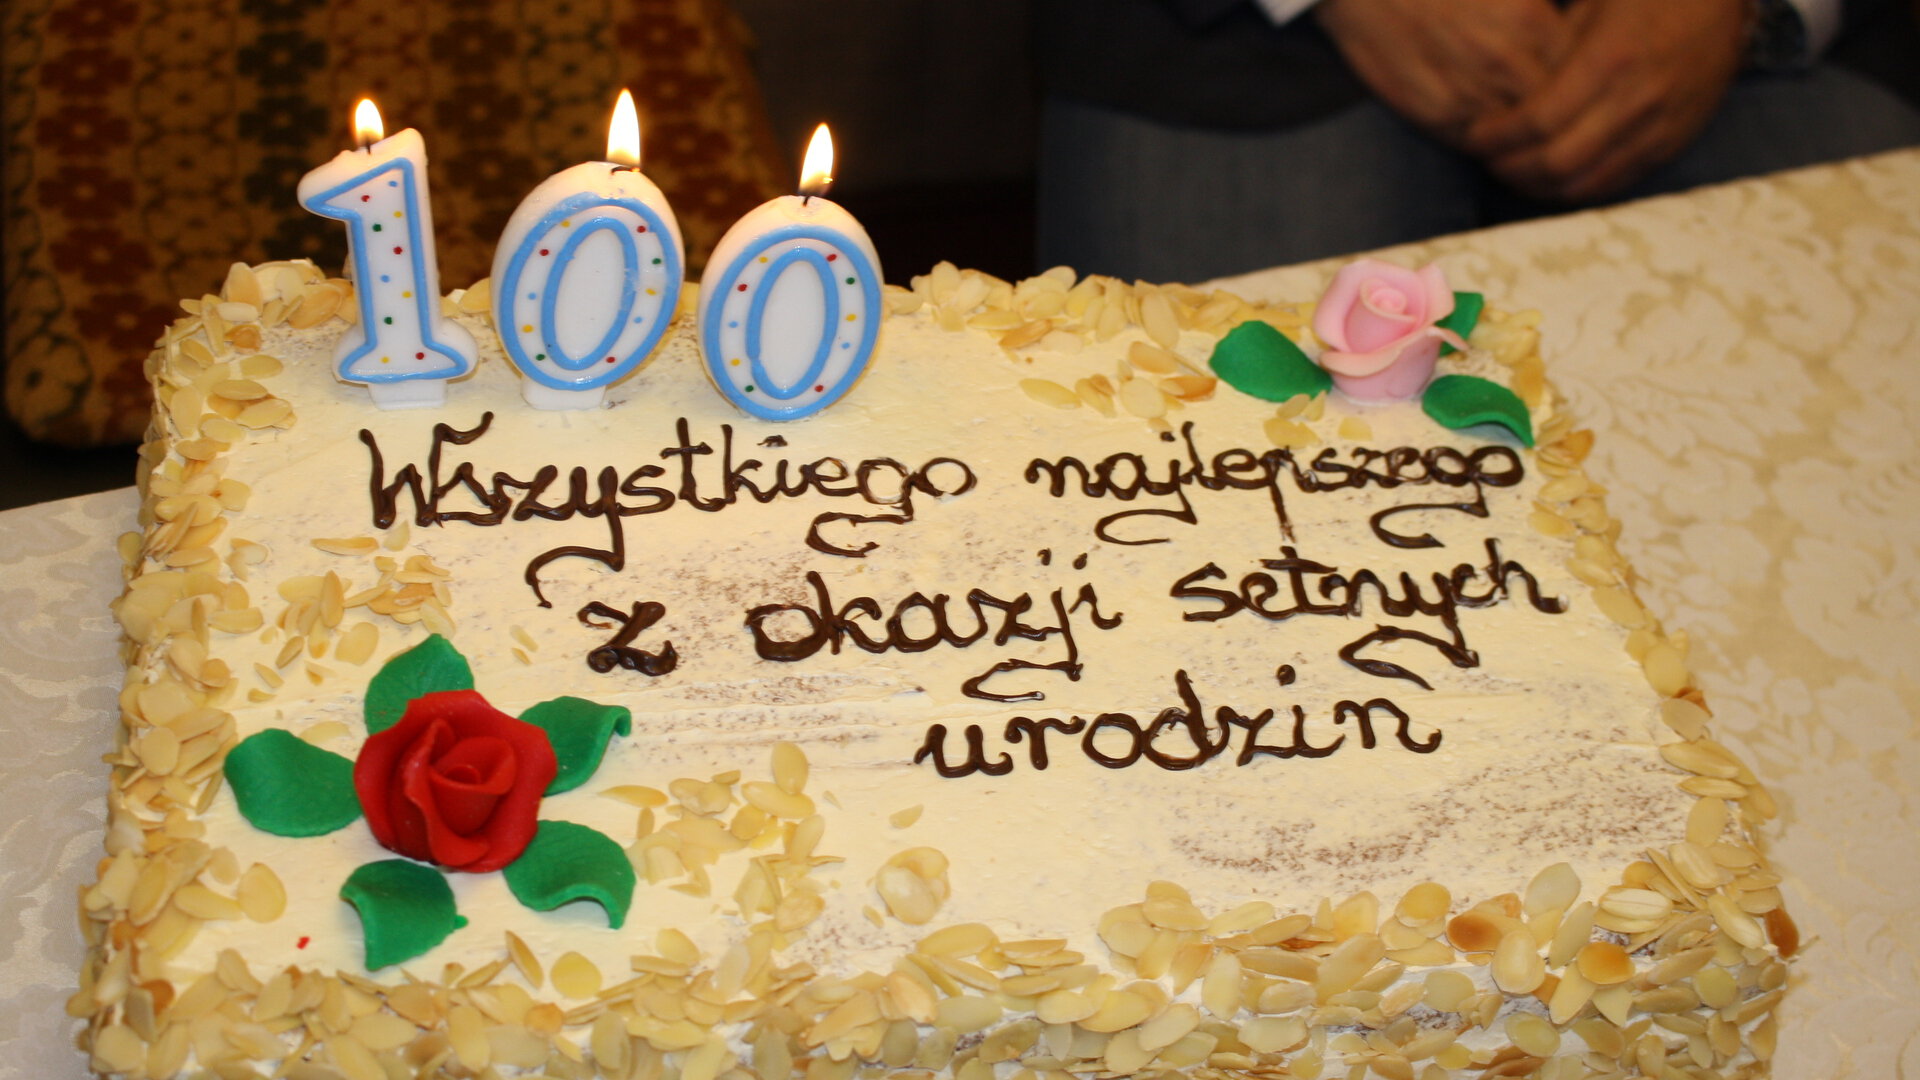 100
Wszystkiego najlepszego
z okazji setnych
urodzin